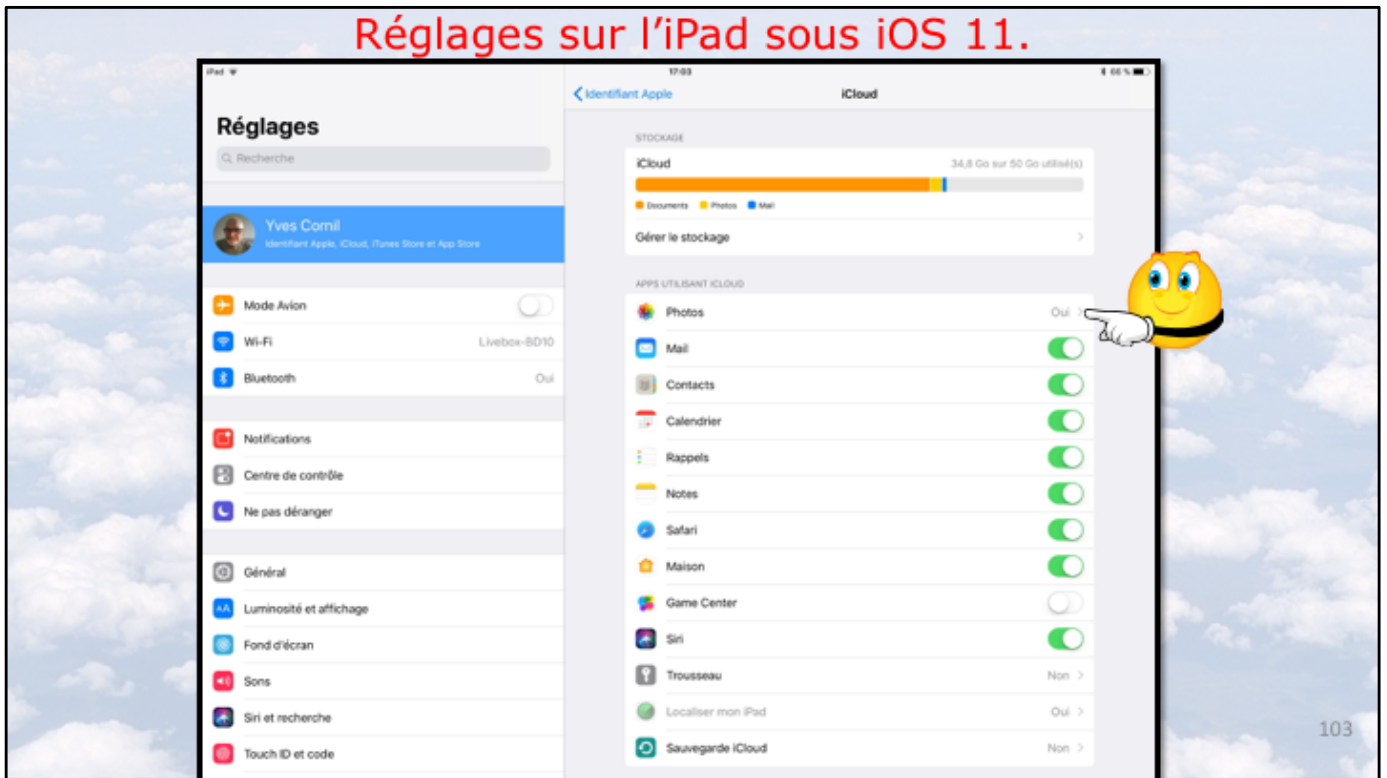 Réglages sur l’iPad sous iOS 11.
iPad
17:03
66 %
Réglages
Recherche
Yves Cornil
Identifiant Apple, iCloud, iTunes Store et App Store
Mode Avion
Wi-Fi
Livebox-BD10
Bluetooth
Oui
Notifications
Centre de contrôle
Ne pas déranger
Général
Luminosité et affichage
Fond d'écran
Sons
Siri et recherche
Touch ID et code
Identifiant Apple
iCloud
STOCKAGE
iCloud
34,8 Go sur 50 Go utilisé(s)
Documents Photos Mail
Gérer le stockage
APPS UTILISANT ICLOUD
Photos
Oui
Mail
Contacts
Calendrier
Rappels
Notes
Safari
Maison
Game Center
Siri
Trousseau
Non
Localiser mon iPad
Oui
Sauvegarde iCloud
Non
103